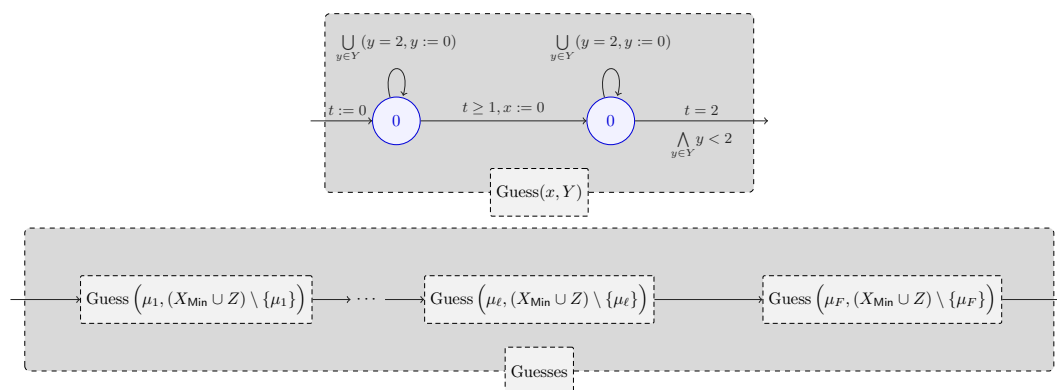 ⋃_{y∈Y}(y = 2, y := 0)
⋃_{y∈Y}(y = 2, y := 0)
t := 0
0
t ≥ 1, x := 0
0
t = 2
⋀_{y∈Y} y < 2
Guess(x, Y)
Guess (μ_1, (X_Min ∪ Z) \ {μ_1})
⋯
Guess (μ_ℓ, (X_Min ∪ Z) \ {μ_ℓ})
Guess (μ_F, (X_Min ∪ Z) \ {μ_F})
Guesses